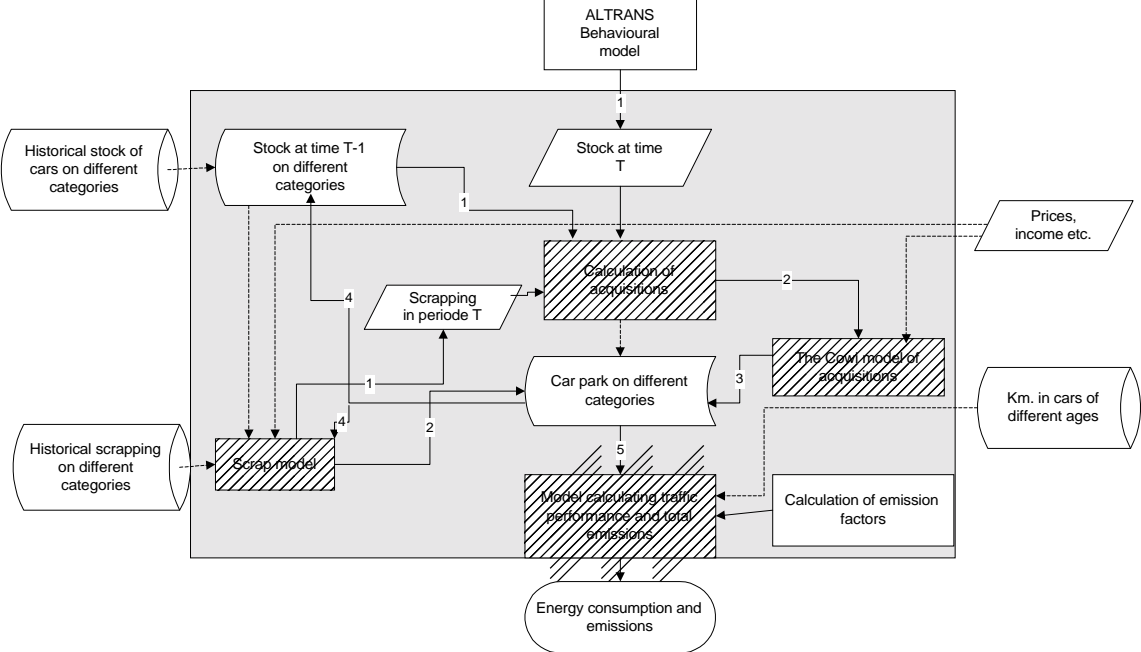 ALTRANS
Behavioural
model
1
Historical stock of
cars on different
categories
Stock at time T-1
on different
categories
Stock at time
T
1
Prices,
income etc.
Calculation of
acquisitions
2
4
Scrapping
in periode T
The Cowi model of
acquisitions
Car park on different
categories
3
1
Km. in cars of
different ages
4
2
Historical scrapping
on different
categories
Scrap model
5
Model calculating traffic
performance and total
emissions
Calculation of emission
factors
Energy consumption and
emissions